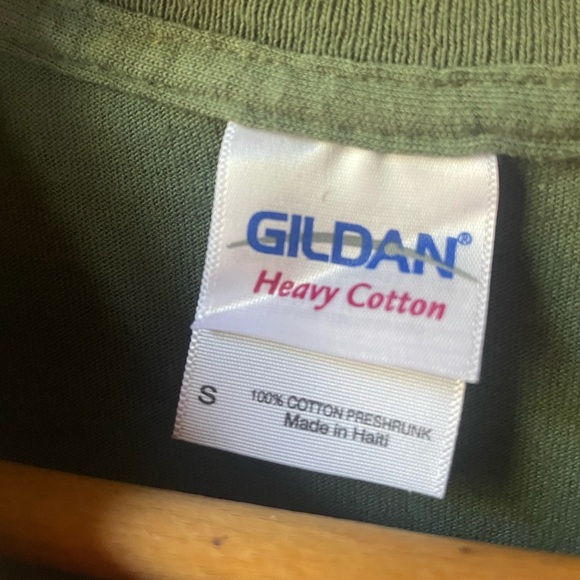 GILDAN®
Heavy Cotton
S
100% COTTON PRESHRUNK
Made in Haiti